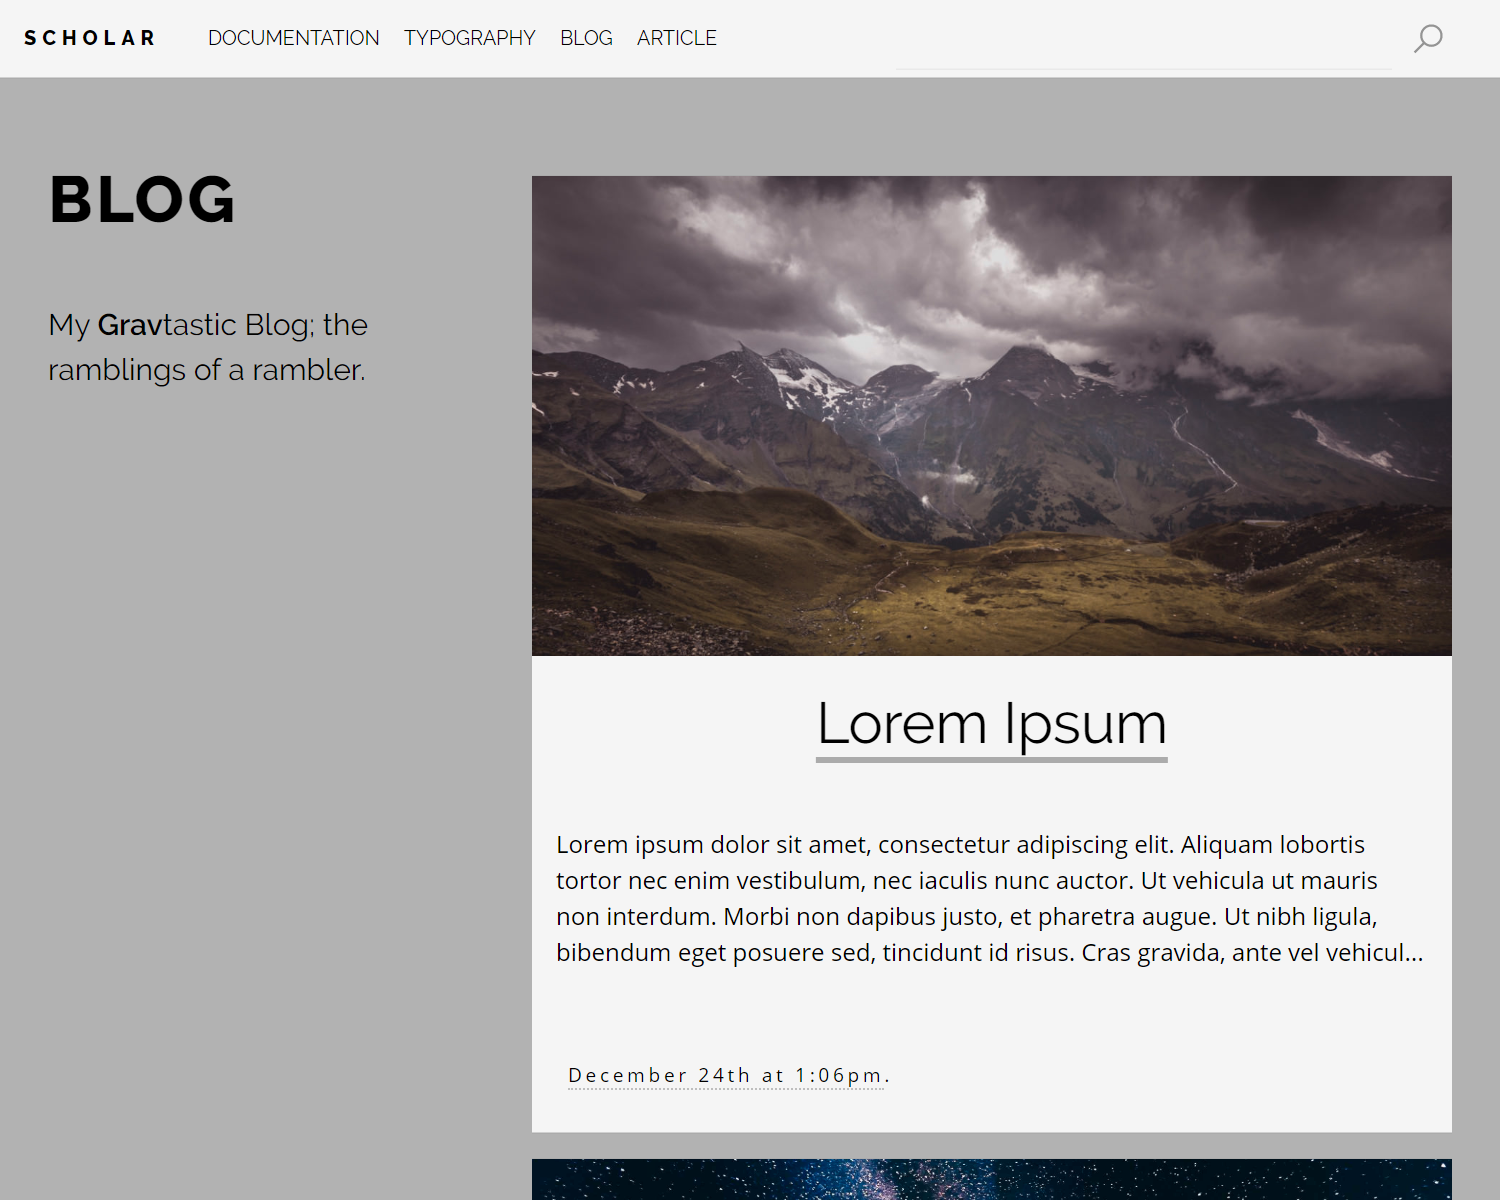 SCHOLAR DOCUMENTATION TYPOGRAPHY BLOG ARTICLE
BLOG
My Gravtastic Blog; the
ramblings of a rambler.
Lorem Ipsum
Lorem ipsum dolor sit amet, consectetur adipiscing elit. Aliquam lobortis
tortor nec enim vestibulum, nec iaculis nunc auctor. Ut vehicula ut mauris
non interdum. Morbi non dapibus justo, et pharetra augue. Ut nibh ligula,
bibendum eget posuere sed, tincidunt id risus. Cras gravida, ante vel vehicul...
December 24th at 1:06pm.